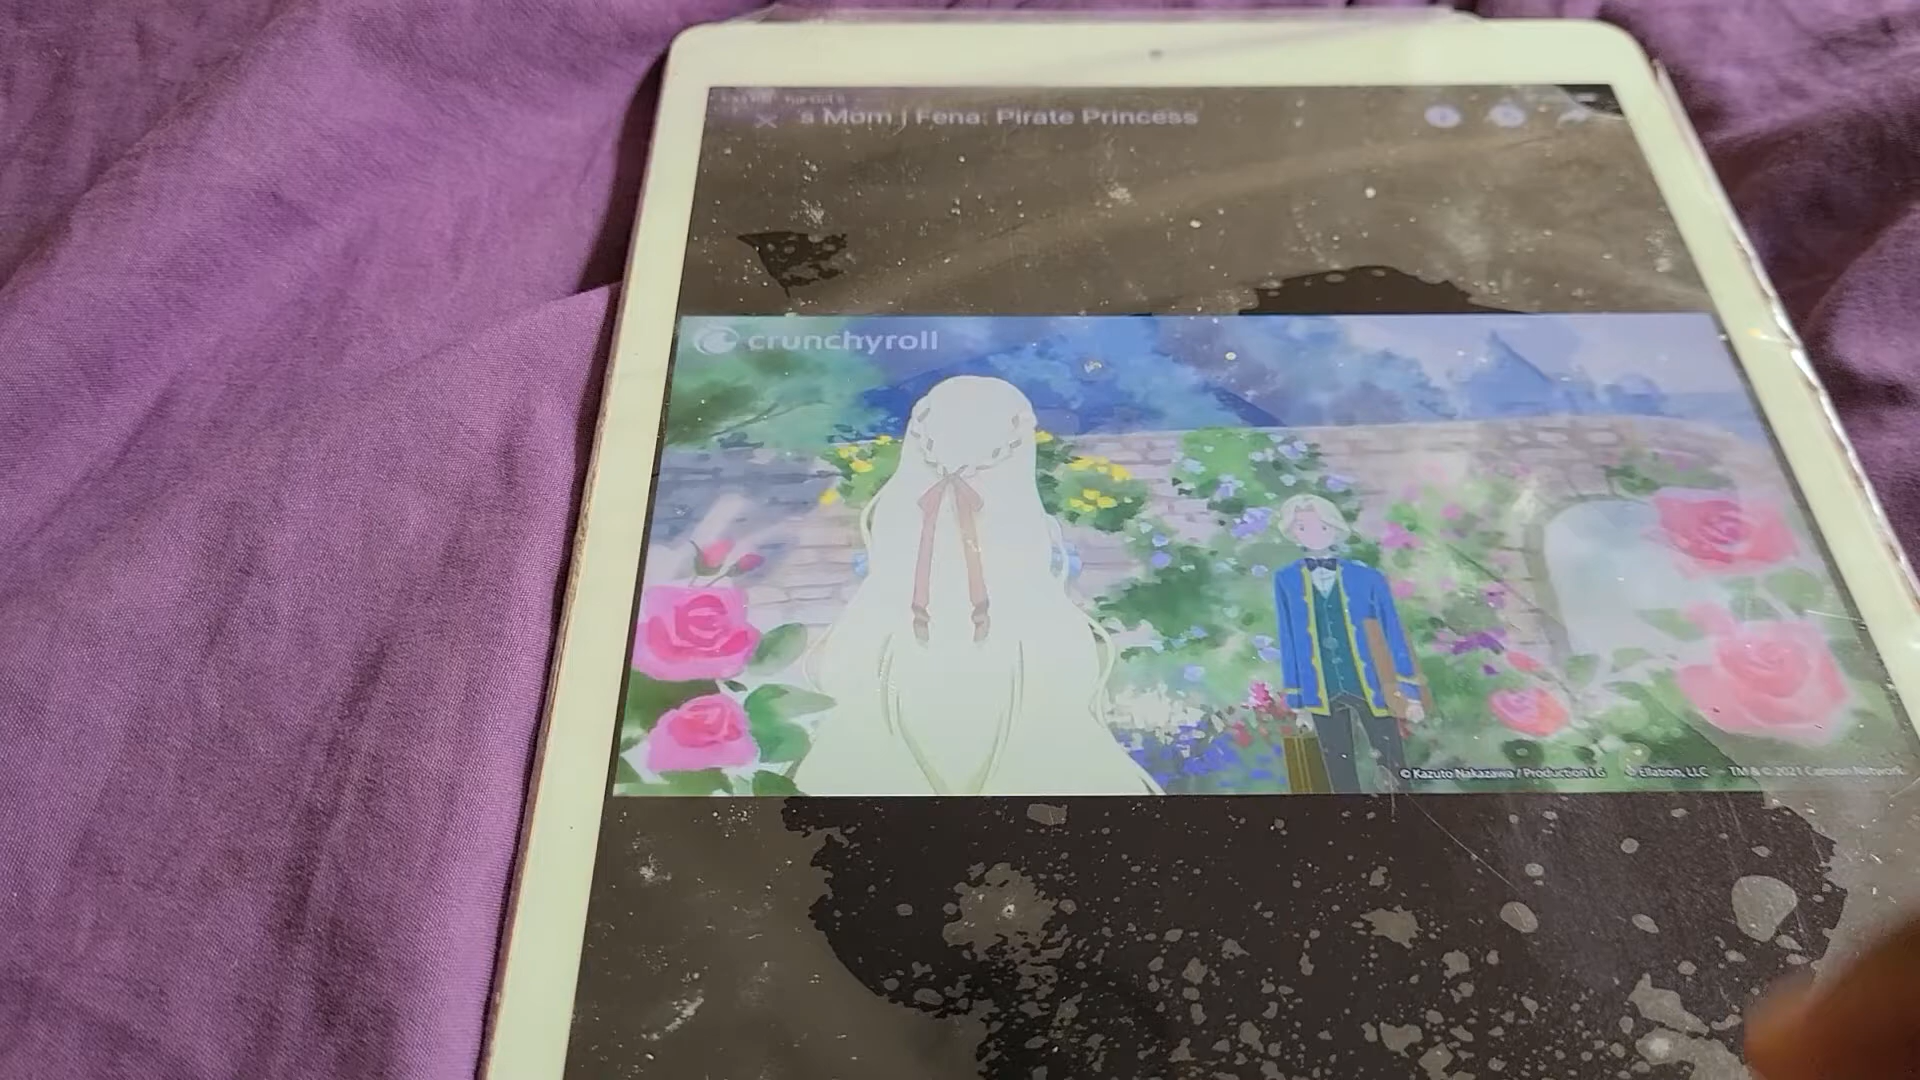 s Mom | Fena: Pirate Princess
crunchyroll
© Kazuto Nakazawa / Production I.G © Ellation, LLC TM & © 2021 Cartoon Network